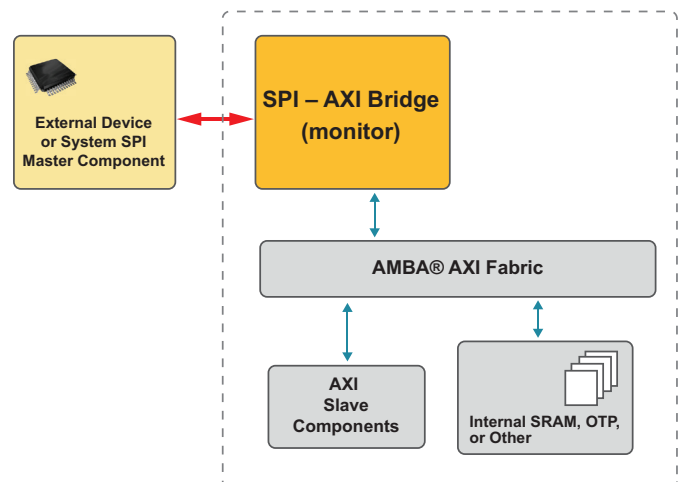 External Device
or System SPI
Master Component
SPI – AXI Bridge
(monitor)
AMBA® AXI Fabric
AXI
Slave
Components
Internal SRAM, OTP,
or Other